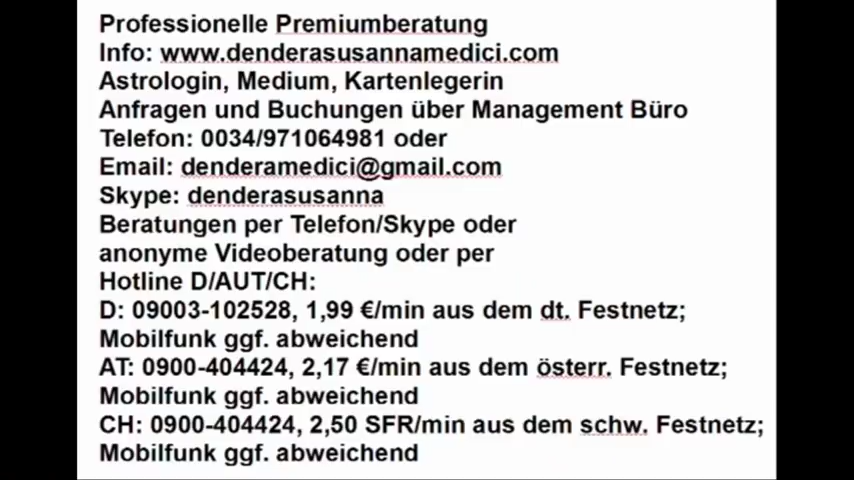 Professionelle Premiumberatung
Info: www.denderasusannamedici.com
Astrologin, Medium, Kartenlegerin
Anfragen und Buchungen über Management Büro
Telefon: 0034/971064981 oder
Email: denderamedici@gmail.com
Skype: denderasusanna
Beratungen per Telefon/Skype oder
anonyme Videoberatung oder per
Hotline D/AUT/CH:
D: 09003-102528, 1,99 €/min aus dem dt. Festnetz;
Mobilfunk ggf. abweichend
AT: 0900-404424, 2,17 €/min aus dem österr. Festnetz;
Mobilfunk ggf. abweichend
CH: 0900-404424, 2,50 SFR/min aus dem schw. Festnetz;
Mobilfunk ggf. abweichend